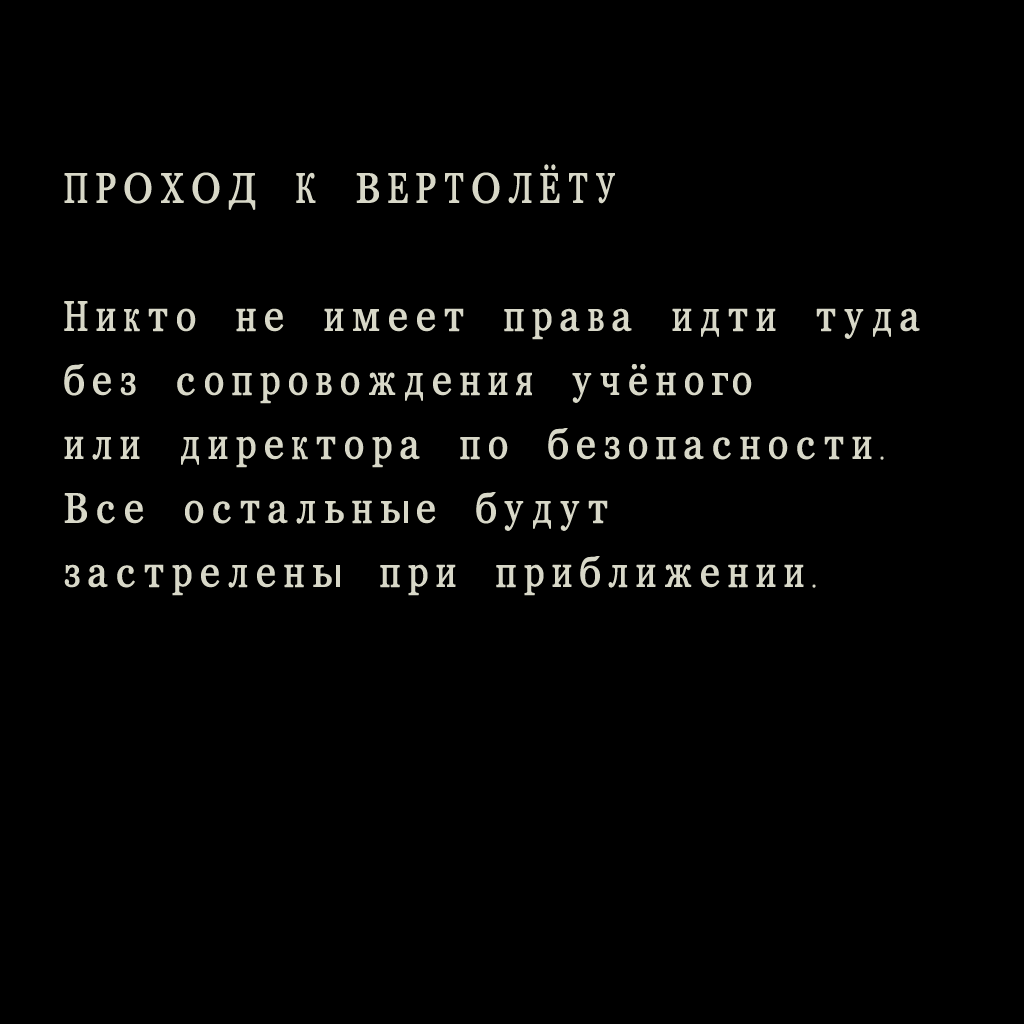 ПРОХОД К ВЕРТОЛЁТУ
Никто не имеет права идти туда
без сопровождения учёного
или директора по безопасности.
Все остальные будут
застрелены при приближении.